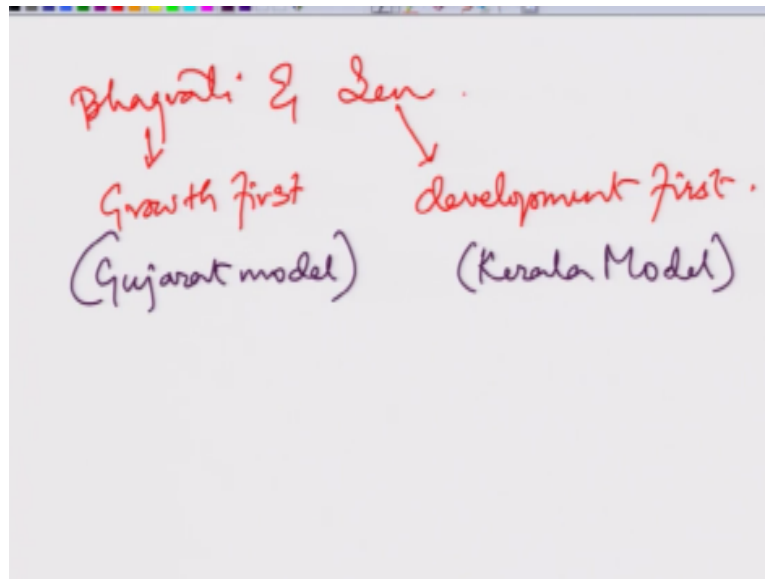 Bhagwati & Sen.
Growth first development first.
(Gujarat model) (Kerala Model)